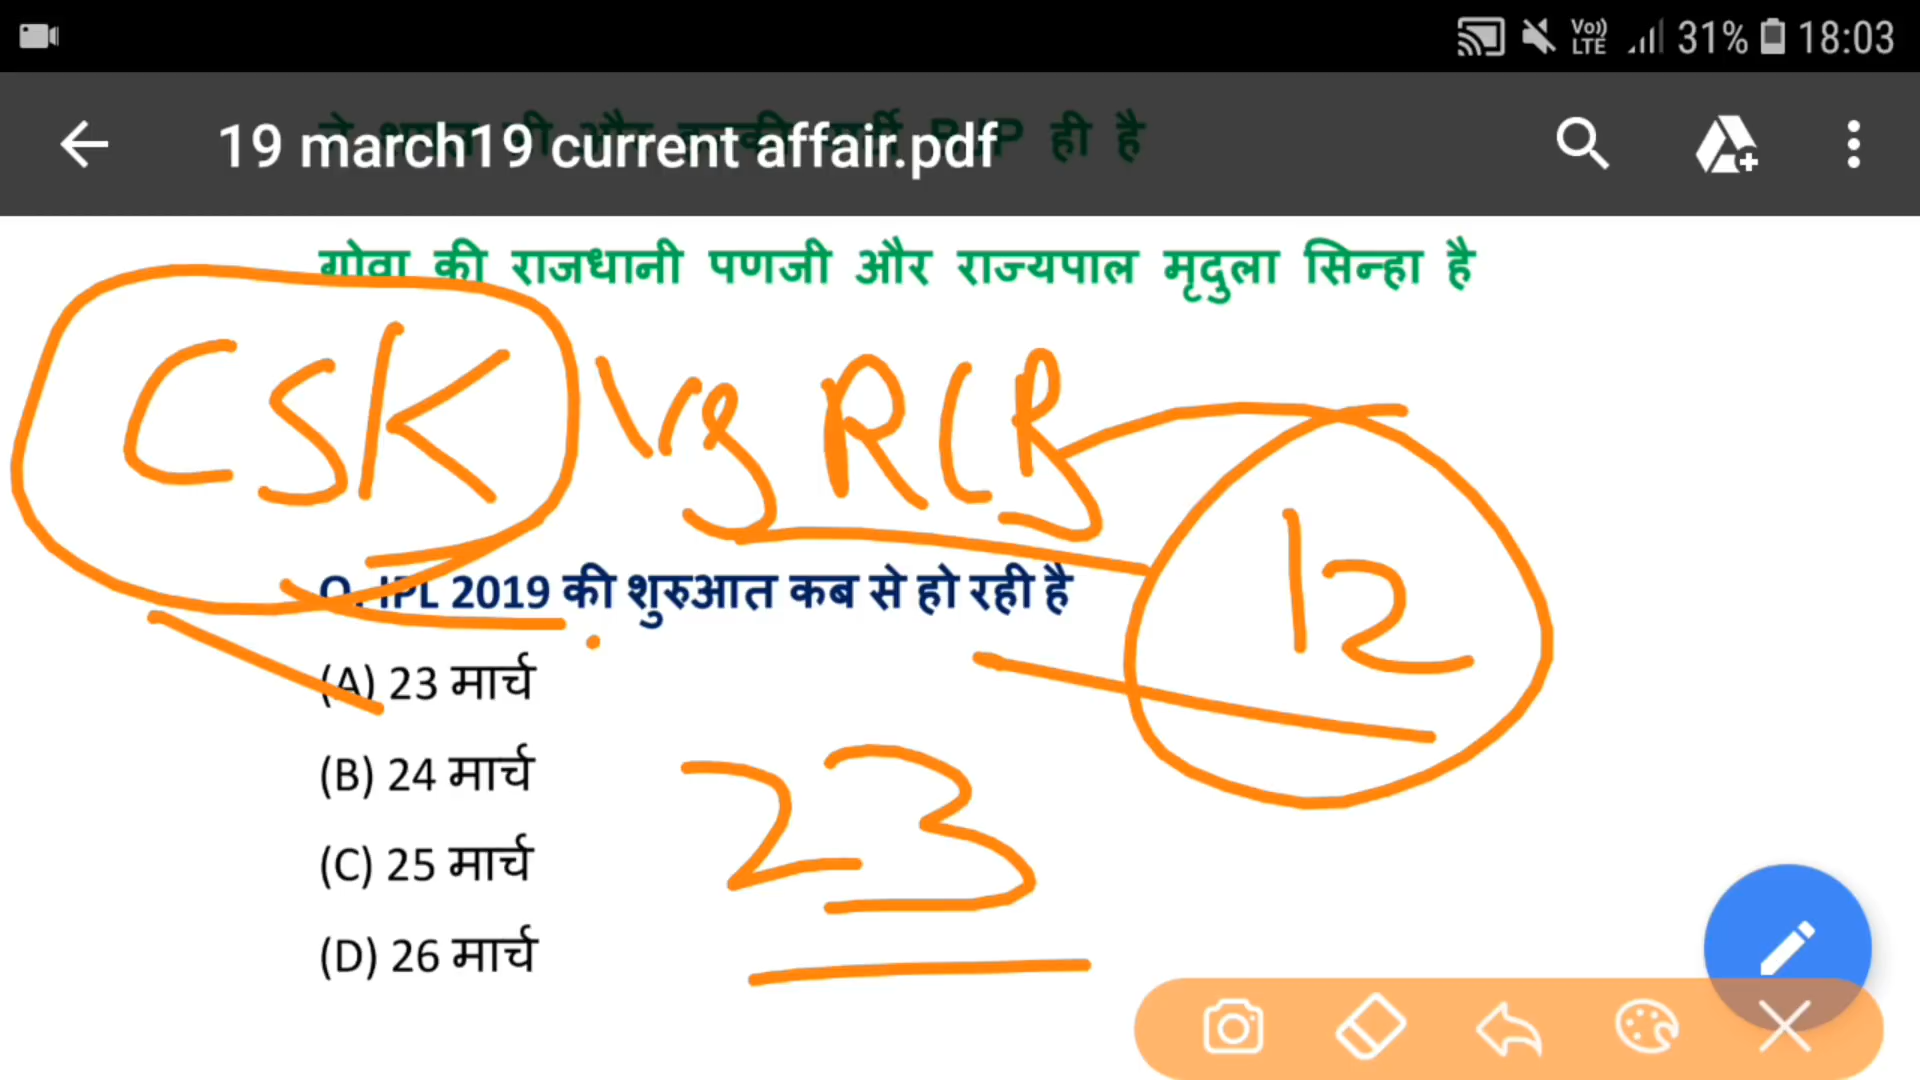 31% 18:03
19 march19 current affair.pdf
ही है
गोवा की राजधानी पणजी और राज्यपाल मृदुला सिन्हा है
CSK Vs RCB
12
Q. IPL 2019 की शुरुआत कब से हो रही है
(A) 23 मार्च
(B) 24 मार्च
23
(C) 25 मार्च
(D) 26 मार्च